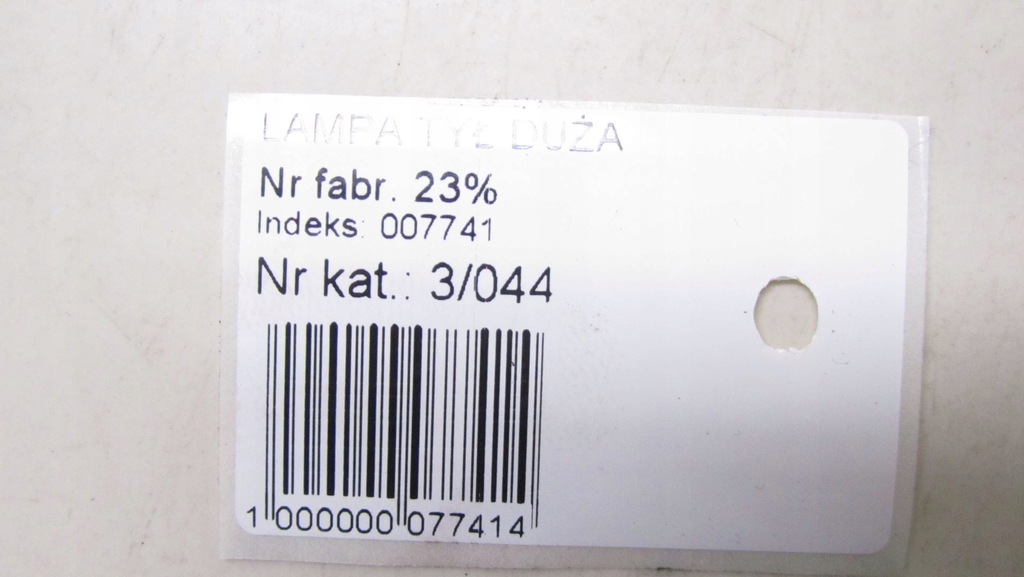 LAMPA TYŁ DUŻA
Nr fabr. 23%
Indeks: 007741
Nr kat.: 3/044
1 000000 077414